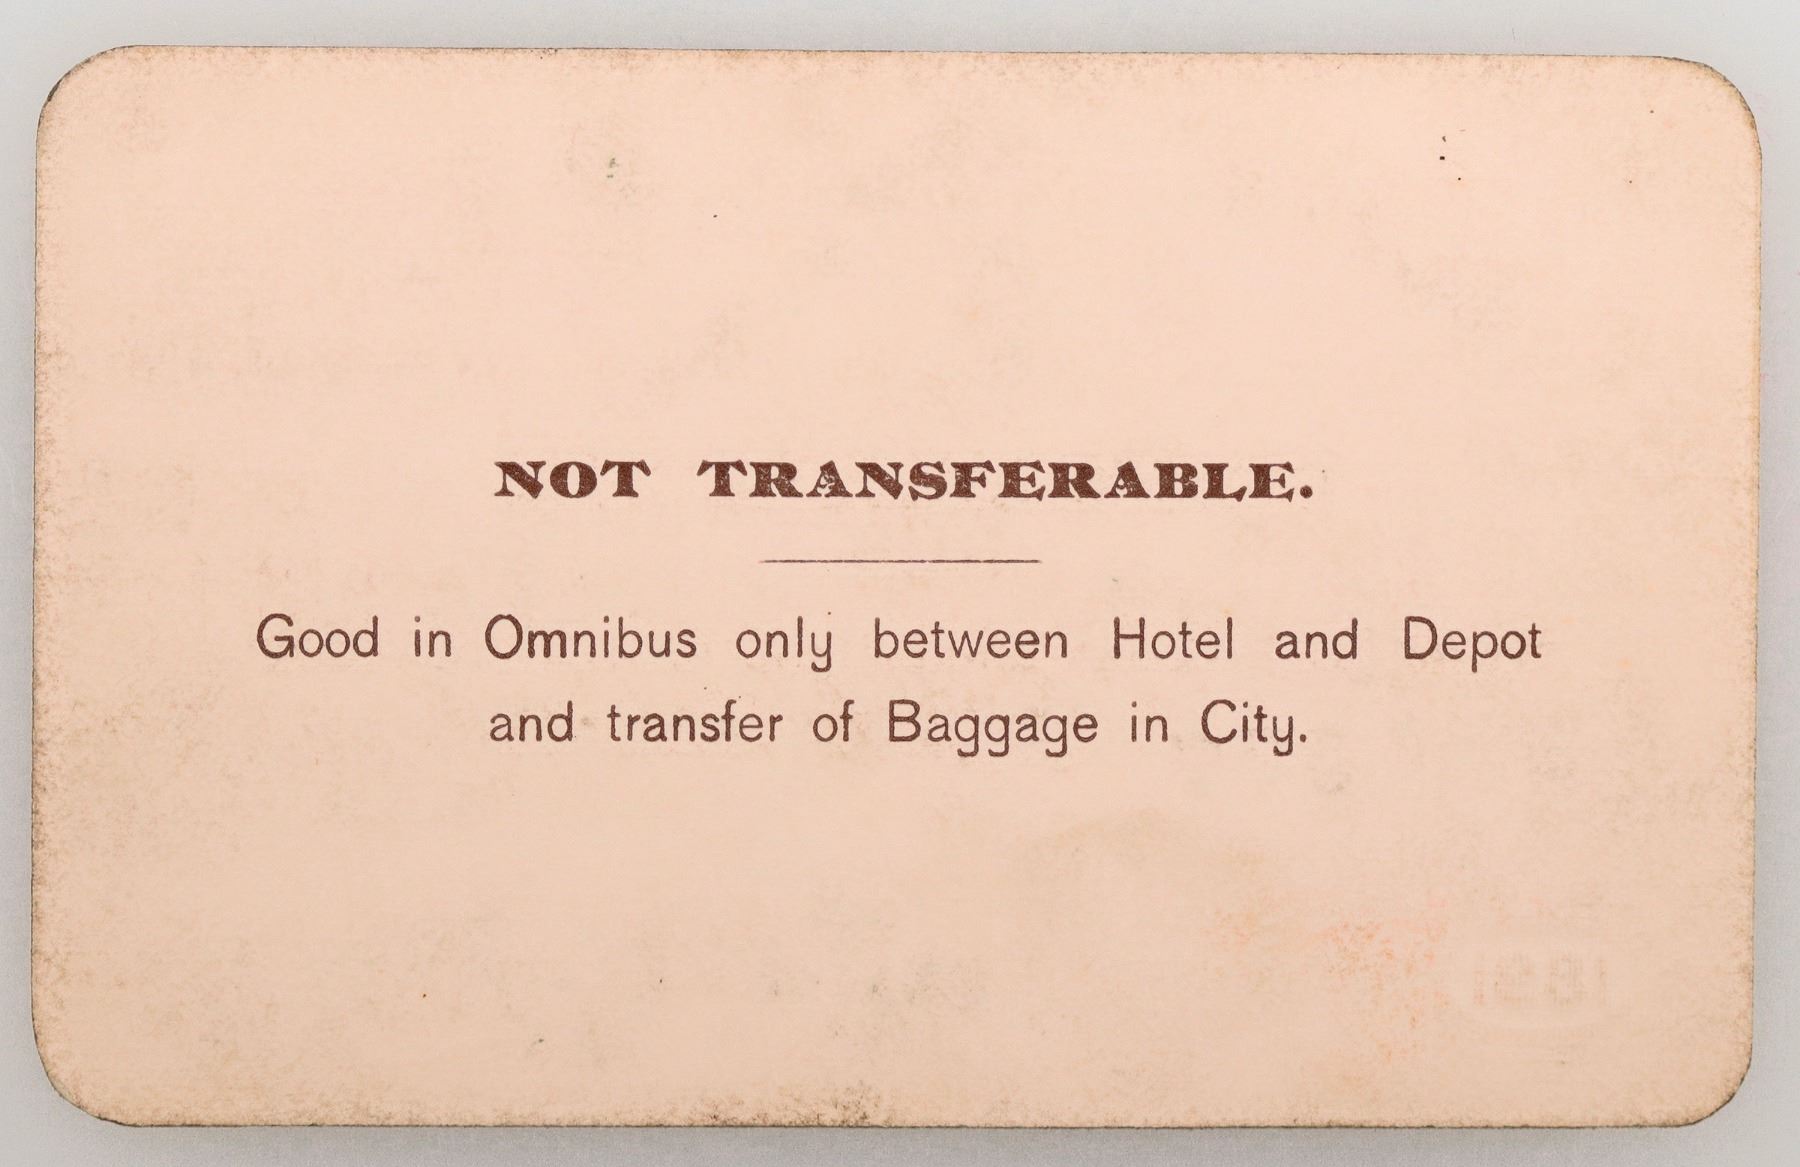 NOT TRANSFERABLE.
Good in Omnibus only between Hotel and Depot
and transfer of Baggage in City.